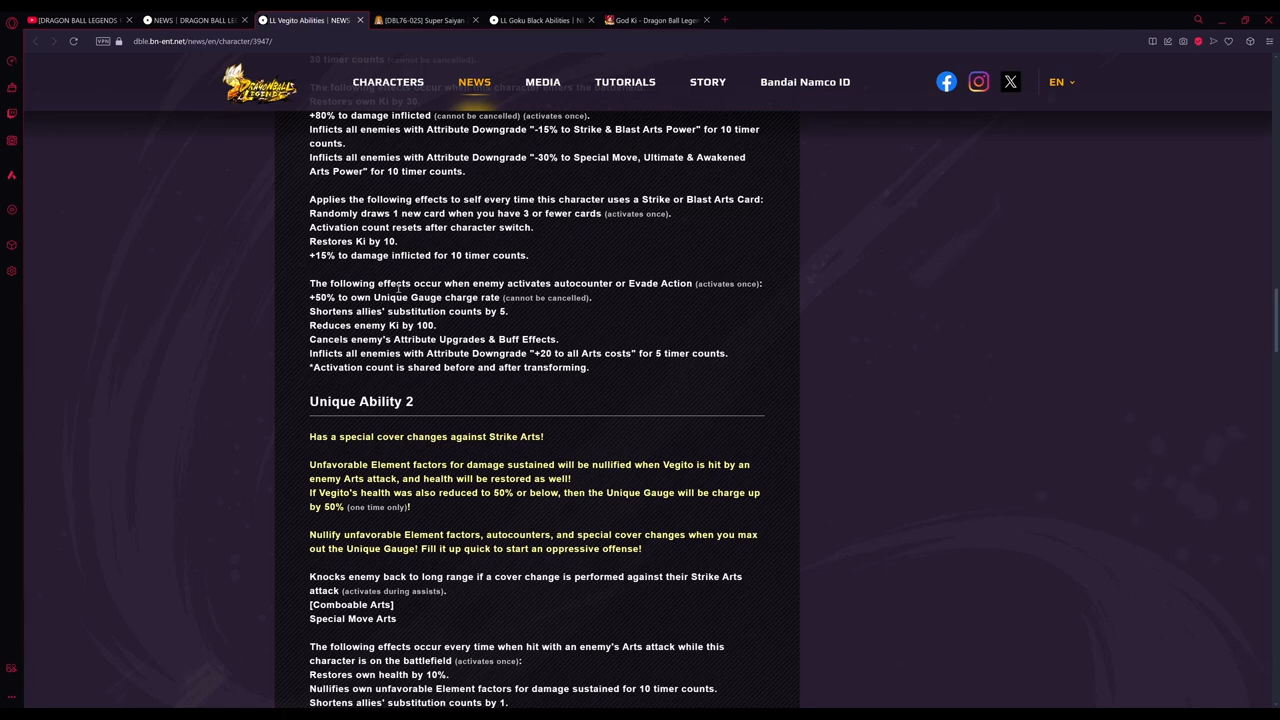 [DRAGON BALL LEGENDS
NEWS | DRAGON BALL LEG
LL Vegito Abilities | NEWS
[DBL76-02S] Super Saiyan
LL Goku Black Abilities | NE
God Ki - Dragon Ball Legen
VPN
dble.bn-ent.net/news/en/character/3947/
DRAGONBALL LEGENDS
CHARACTERS
NEWS
MEDIA
TUTORIALS
STORY
Bandai Namco ID
EN
30 timer counts (cannot be cancelled).
The following effects occur when this character enters the battlefield:
Restores own Ki by 30.
+80% to damage inflicted (cannot be cancelled) (activates once).
Inflicts all enemies with Attribute Downgrade "-15% to Strike & Blast Arts Power" for 10 timer
counts.
Inflicts all enemies with Attribute Downgrade "-30% to Special Move, Ultimate & Awakened
Arts Power" for 10 timer counts.
Applies the following effects to self every time this character uses a Strike or Blast Arts Card:
Randomly draws 1 new card when you have 3 or fewer cards (activates once).
Activation count resets after character switch.
Restores Ki by 10.
+15% to damage inflicted for 10 timer counts.
The following effects occur when enemy activates autocounter or Evade Action (activates once):
+50% to own Unique Gauge charge rate (cannot be cancelled).
Shortens allies' substitution counts by 5.
Reduces enemy Ki by 100.
Cancels enemy's Attribute Upgrades & Buff Effects.
Inflicts all enemies with Attribute Downgrade "+20 to all Arts costs" for 5 timer counts.
*Activation count is shared before and after transforming.
Unique Ability 2
Has a special cover changes against Strike Arts!
Unfavorable Element factors for damage sustained will be nullified when Vegito is hit by an
enemy Arts attack, and health will be restored as well!
If Vegito's health was also reduced to 50% or below, then the Unique Gauge will be charge up
by 50% (one time only)!
Nullify unfavorable Element factors, autocounters, and special cover changes when you max
out the Unique Gauge! Fill it up quick to start an oppressive offense!
Knocks enemy back to long range if a cover change is performed against their Strike Arts
attack (activates during assists).
[Comboable Arts]
Special Move Arts
The following effects occur every time when hit with an enemy's Arts attack while this
character is on the battlefield (activates once):
Restores own health by 10%.
Nullifies own unfavorable Element factors for damage sustained for 10 timer counts.
Shortens allies' substitution counts by 1.